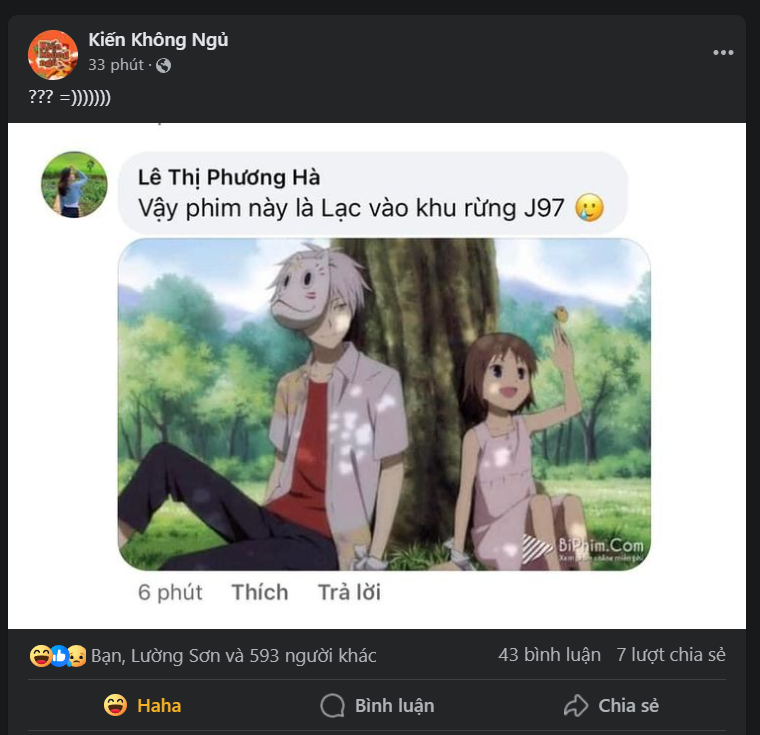 Kiến Không Ngủ
33 phút ·
??? =)))))))
Lê Thị Phương Hà
Vậy phim này là Lạc vào khu rừng J97 🥲
BiPhim.Com
6 phút Thích Trả lời
Bạn, Lường Sơn và 593 người khác 43 bình luận 7 lượt chia sẻ
Haha Bình luận Chia sẻ